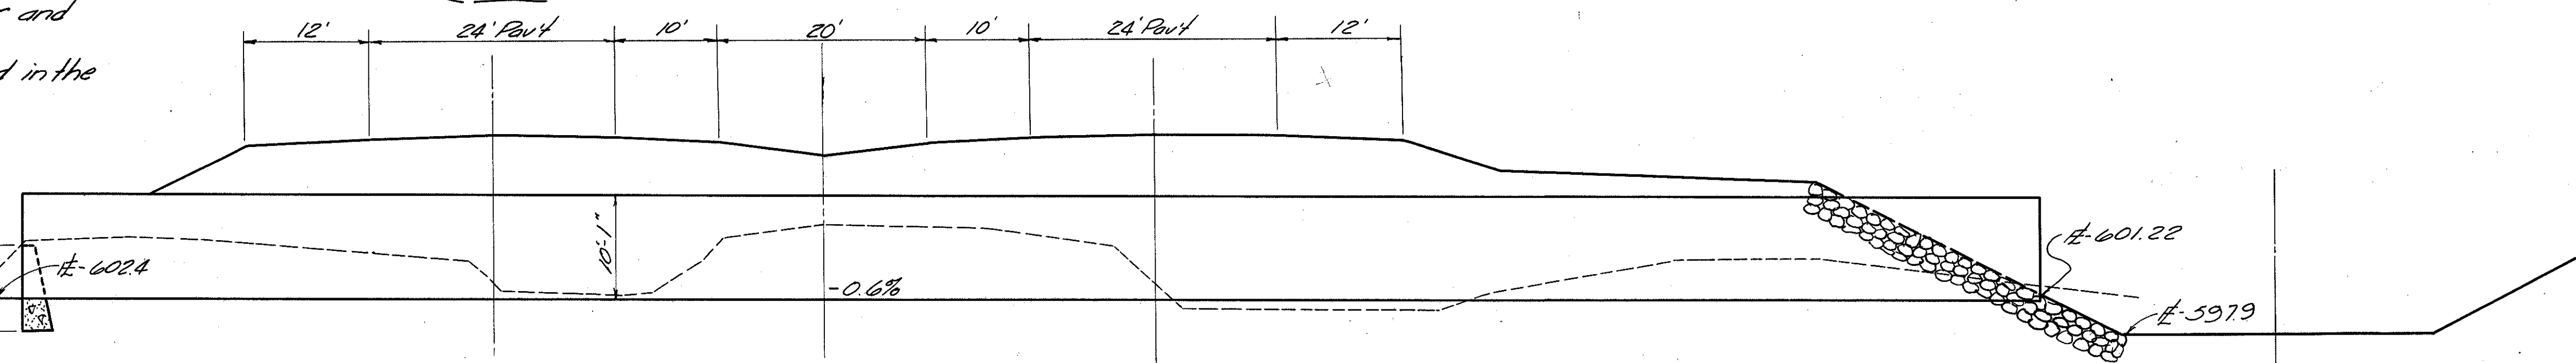 r and
12'
24' Pav't
10'
20'
10'
24' Pav't
12'
d in the
10'-1"
℄-602.4
-0.6%
℄-601.22
℄-597.9